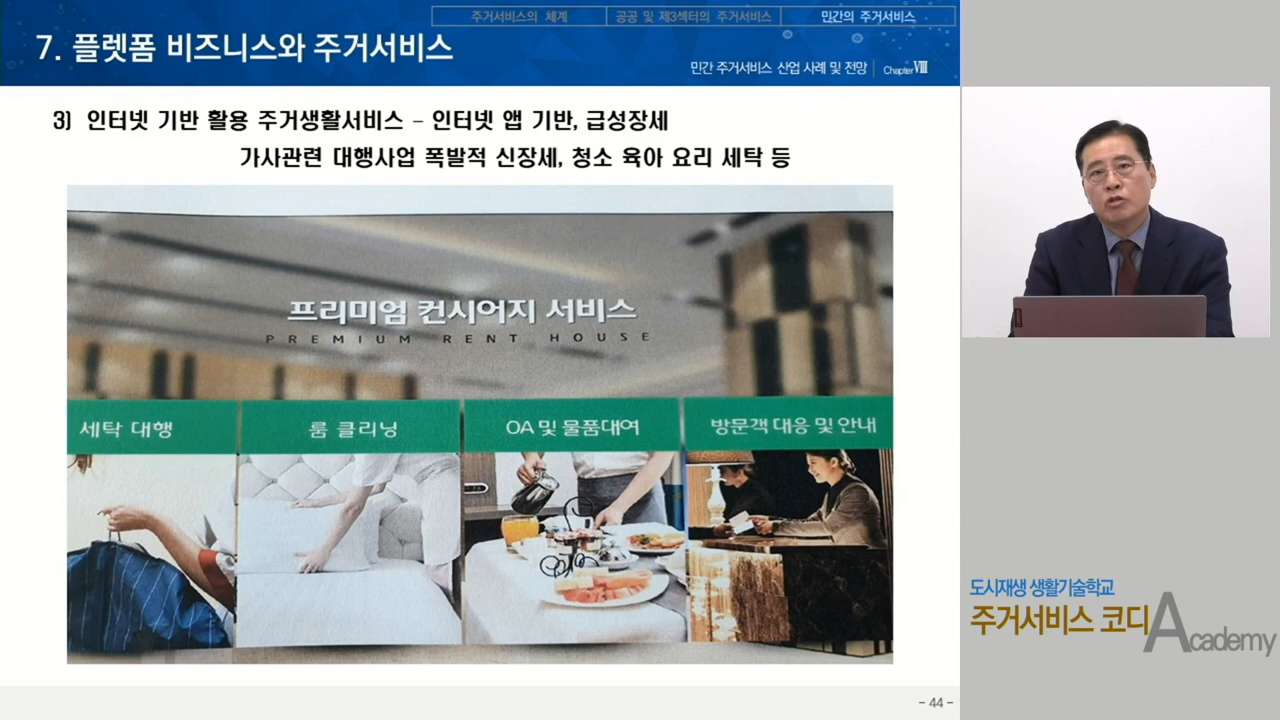 주거서비스의 체계
공공 및 제3섹터의 주거서비스
민간의 주거서비스
7. 플렛폼 비즈니스와 주거서비스
민간 주거서비스 산업 사례 및 전망
Chapter Ⅷ
3) 인터넷 기반 활용 주거생활서비스 – 인터넷 앱 기반, 급성장세
가사관련 대행사업 폭발적 신장세, 청소 육아 요리 세탁 등
프리미엄 컨시어지 서비스
PREMIUM RENT HOUSE
세탁 대행
룸 클리닝
OA 및 물품대여
방문객 대응 및 안내
도시재생 생활기술학교
주거서비스 코디 Academy
- 44 -